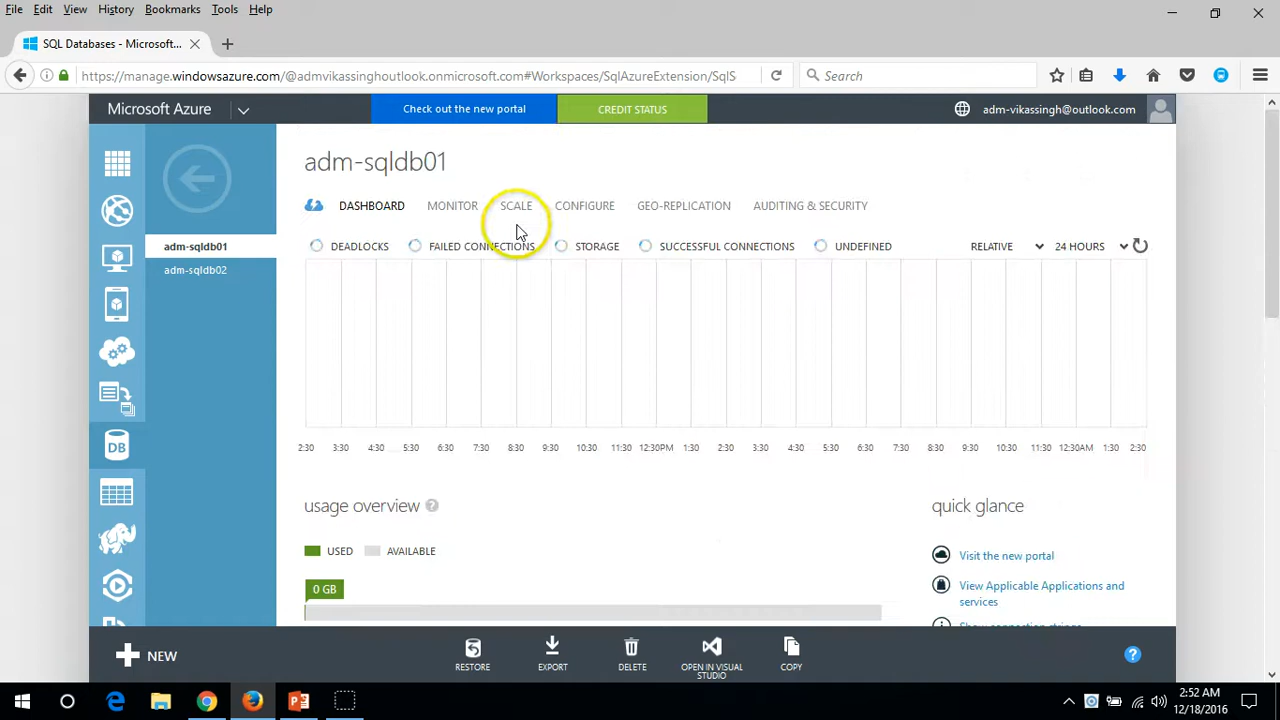 File Edit View History Bookmarks Tools Help
SQL Databases - Microsoft...
https://manage.windowsazure.com/@admvikassinghoutlook.onmicrosoft.com#Workspaces/SqlAzureExtension/SqlS
Search
Microsoft Azure
Check out the new portal
CREDIT STATUS
adm-vikassingh@outlook.com
adm-sqldb01
DASHBOARD MONITOR SCALE CONFIGURE GEO-REPLICATION AUDITING & SECURITY
adm-sqldb01
adm-sqldb02
DEADLOCKS FAILED CONNECTIONS STORAGE SUCCESSFUL CONNECTIONS UNDEFINED RELATIVE 24 HOURS
2:30 3:30 4:30 5:30 6:30 7:30 8:30 9:30 10:30 11:30 12:30PM 1:30 2:30 3:30 4:30 5:30 6:30 7:30 8:30 9:30 10:30 11:30 12:30AM 1:30 2:30
DB
usage overview ?
USED AVAILABLE
0 GB
quick glance
Visit the new portal
View Applicable Applications and
services
Show connection strings
NEW
RESTORE
EXPORT
DELETE
OPEN IN VISUAL
STUDIO
COPY
?
2:52 AM
12/18/2016